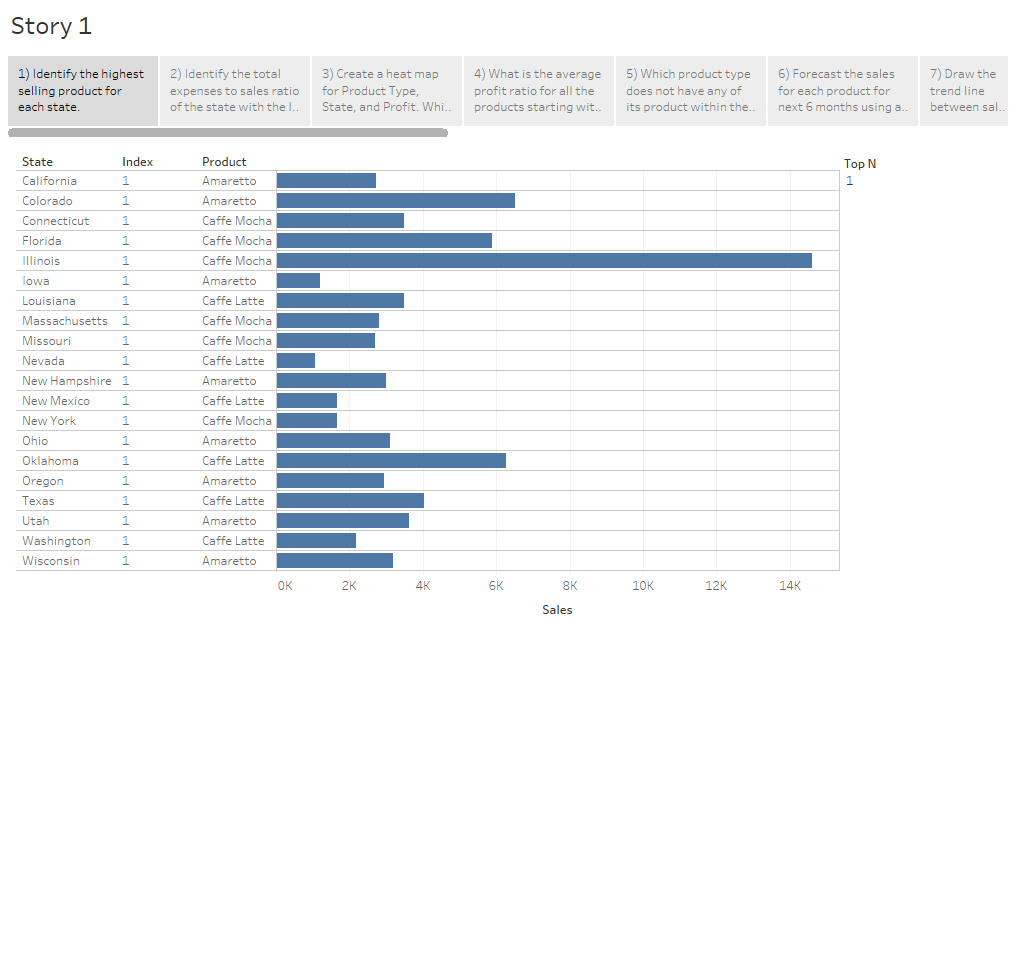 Story 1
1) Identify the highest
selling product for
each state.
2) Identify the total
expenses to sales ratio
of the state with the l..
3) Create a heat map
for Product Type,
State, and Profit. Whi..
4) What is the average
profit ratio for all the
products starting wit..
5) Which product type
does not have any of
its product within the..
6) Forecast the sales
for each product for
next 6 months using a..
7) Draw the
trend line
between sal..
State Index Product
Top N
1
California 1 Amaretto
Colorado 1 Amaretto
Connecticut 1 Caffe Mocha
Florida 1 Caffe Mocha
Illinois 1 Caffe Mocha
Iowa 1 Amaretto
Louisiana 1 Caffe Latte
Massachusetts 1 Caffe Mocha
Missouri 1 Caffe Mocha
Nevada 1 Caffe Latte
New Hampshire 1 Amaretto
New Mexico 1 Caffe Latte
New York 1 Caffe Mocha
Ohio 1 Amaretto
Oklahoma 1 Caffe Latte
Oregon 1 Amaretto
Texas 1 Caffe Latte
Utah 1 Amaretto
Washington 1 Caffe Latte
Wisconsin 1 Amaretto
0K 2K 4K 6K 8K 10K 12K 14K
Sales